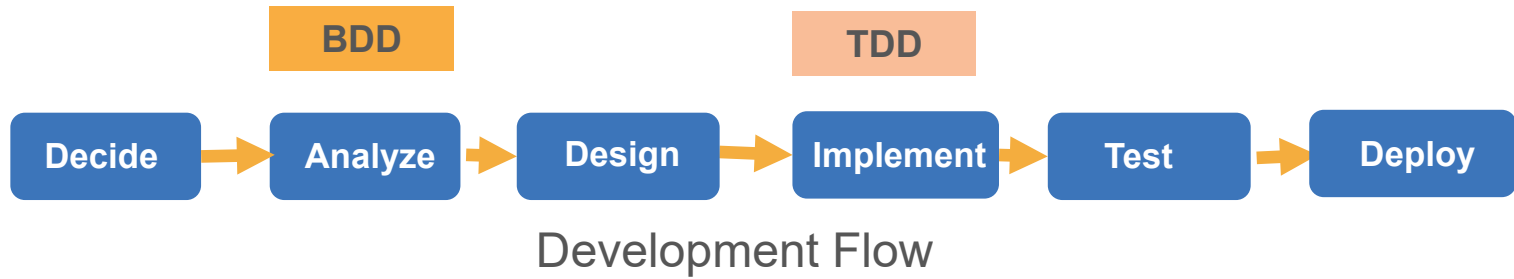 BDD
TDD
Decide
Analyze
Design
Implement
Test
Deploy
Development Flow